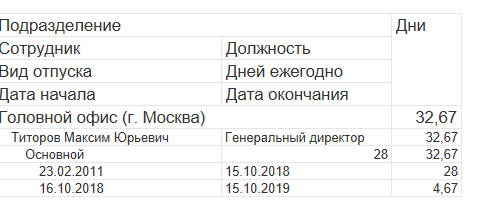 Подразделение Дни
Сотрудник Должность
Вид отпуска Дней ежегодно
Дата начала Дата окончания
Головной офис (г. Москва) 32,67
Титоров Максим Юрьевич Генеральный директор 32,67
Основной 28 32,67
23.02.2011 15.10.2018 28
16.10.2018 15.10.2019 4,67